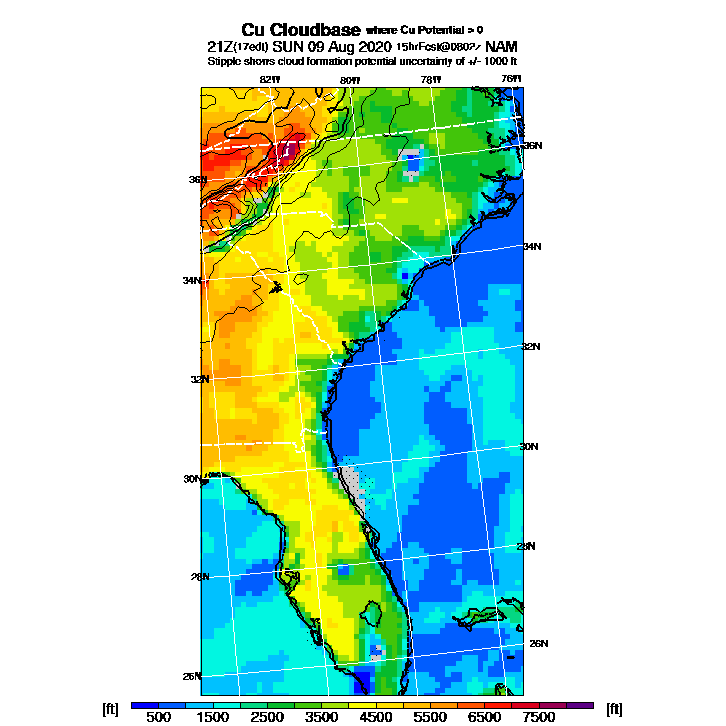 Cu Cloudbase where Cu Potential > 0
21Z(17edt) SUN 09 Aug 2020 15hrFcst@0802z NAM
Stipple shows cloud formation potential uncertainty of +/- 1000 ft
82W 80W 78W 76W
36N
36N
34N
34N
32N
32N
30N
30N
28N
28N
26N
26N
[ft] [ft]
500 1500 2500 3500 4500 5500 6500 7500